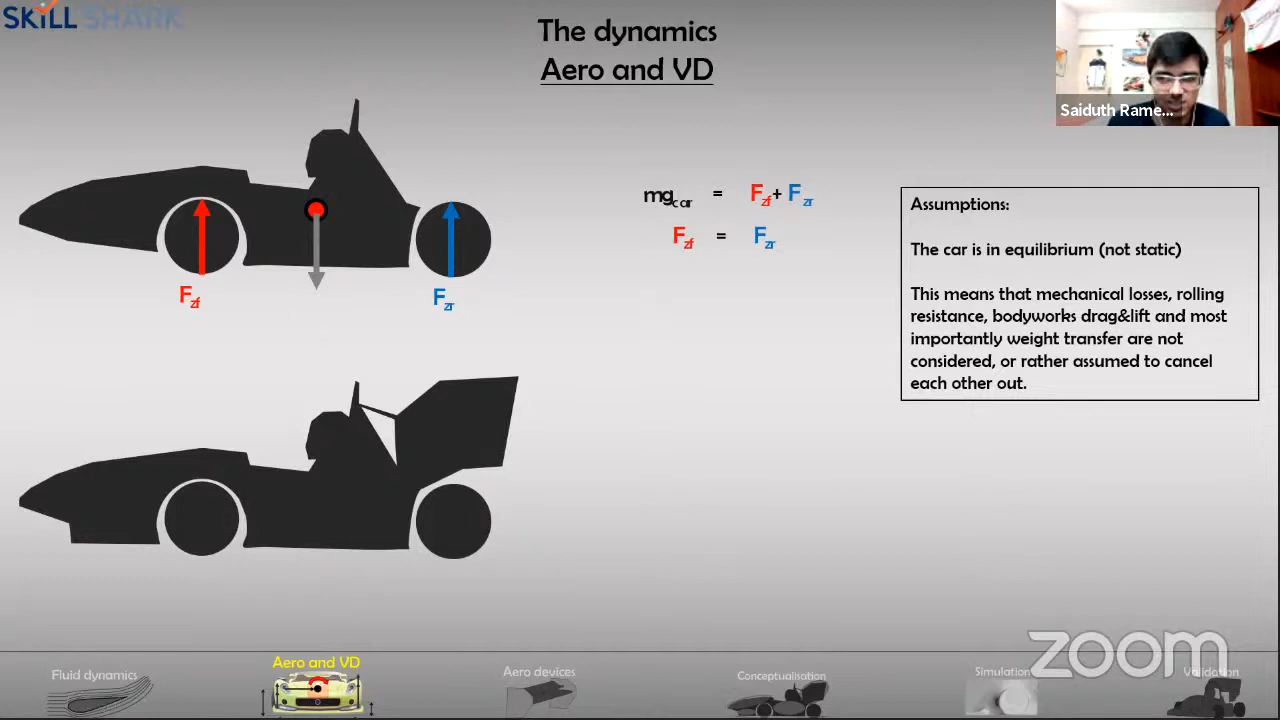 SKiLL SHARK
The dynamics
Aero and VD
Saiduth Rame...
mgcar = Fzf + Fzr
Fzf = Fzr
Assumptions:
The car is in equilibrium (not static)
This means that mechanical losses, rolling
resistance, bodyworks drag&lift and most
importantly weight transfer are not
considered, or rather assumed to cancel
each other out.
Fzf
Fzr
zoom
Fluid dynamics
Aero and VD
Aero devices
Conceptualisation
Simulation
Validation